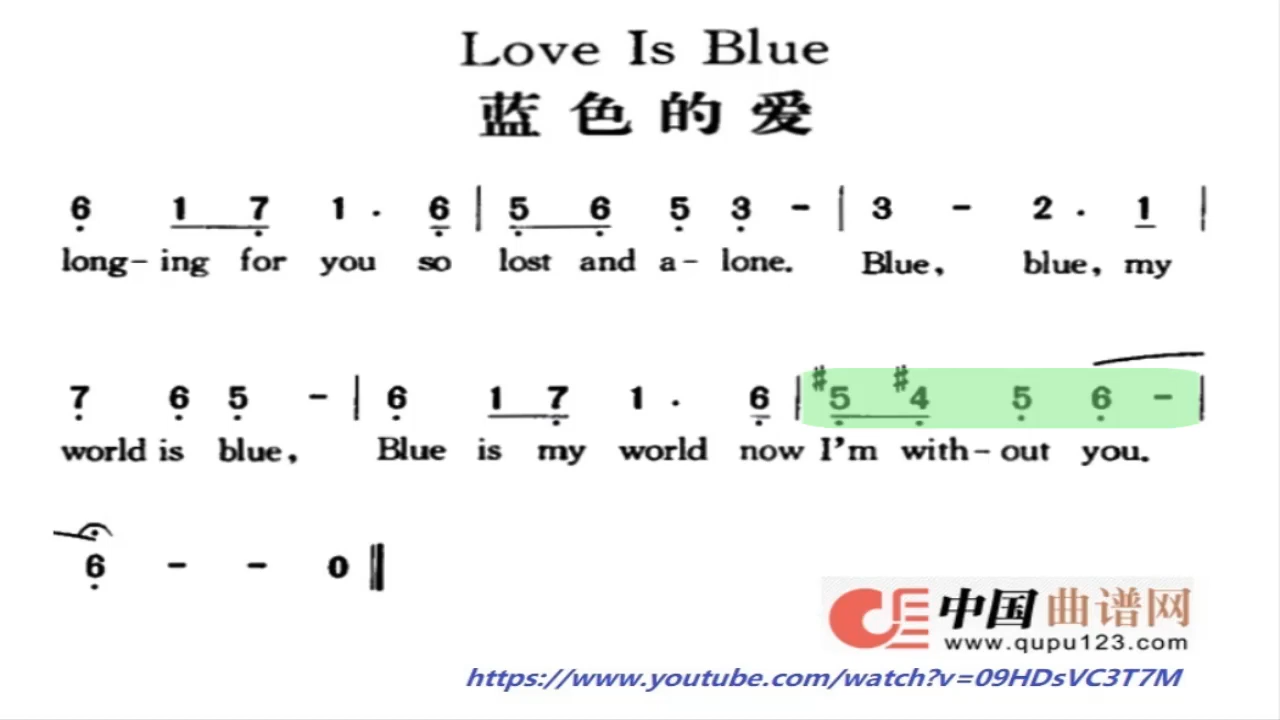 Love Is Blue
蓝色的爱
6 1 7 1 . 6 | 5 6 5 3 - | 3 - 2 . 1 |
long- ing for you so lost and a- lone. Blue, blue, my
7 6 5 - | 6 1 7 1 . 6 | #5 #4 5 6 - |
world is blue, Blue is my world now I'm with- out you.
6 - - 0
中国曲谱网
www.qupu123.com
https://www.youtube.com/watch?v=09HDsVC3T7M